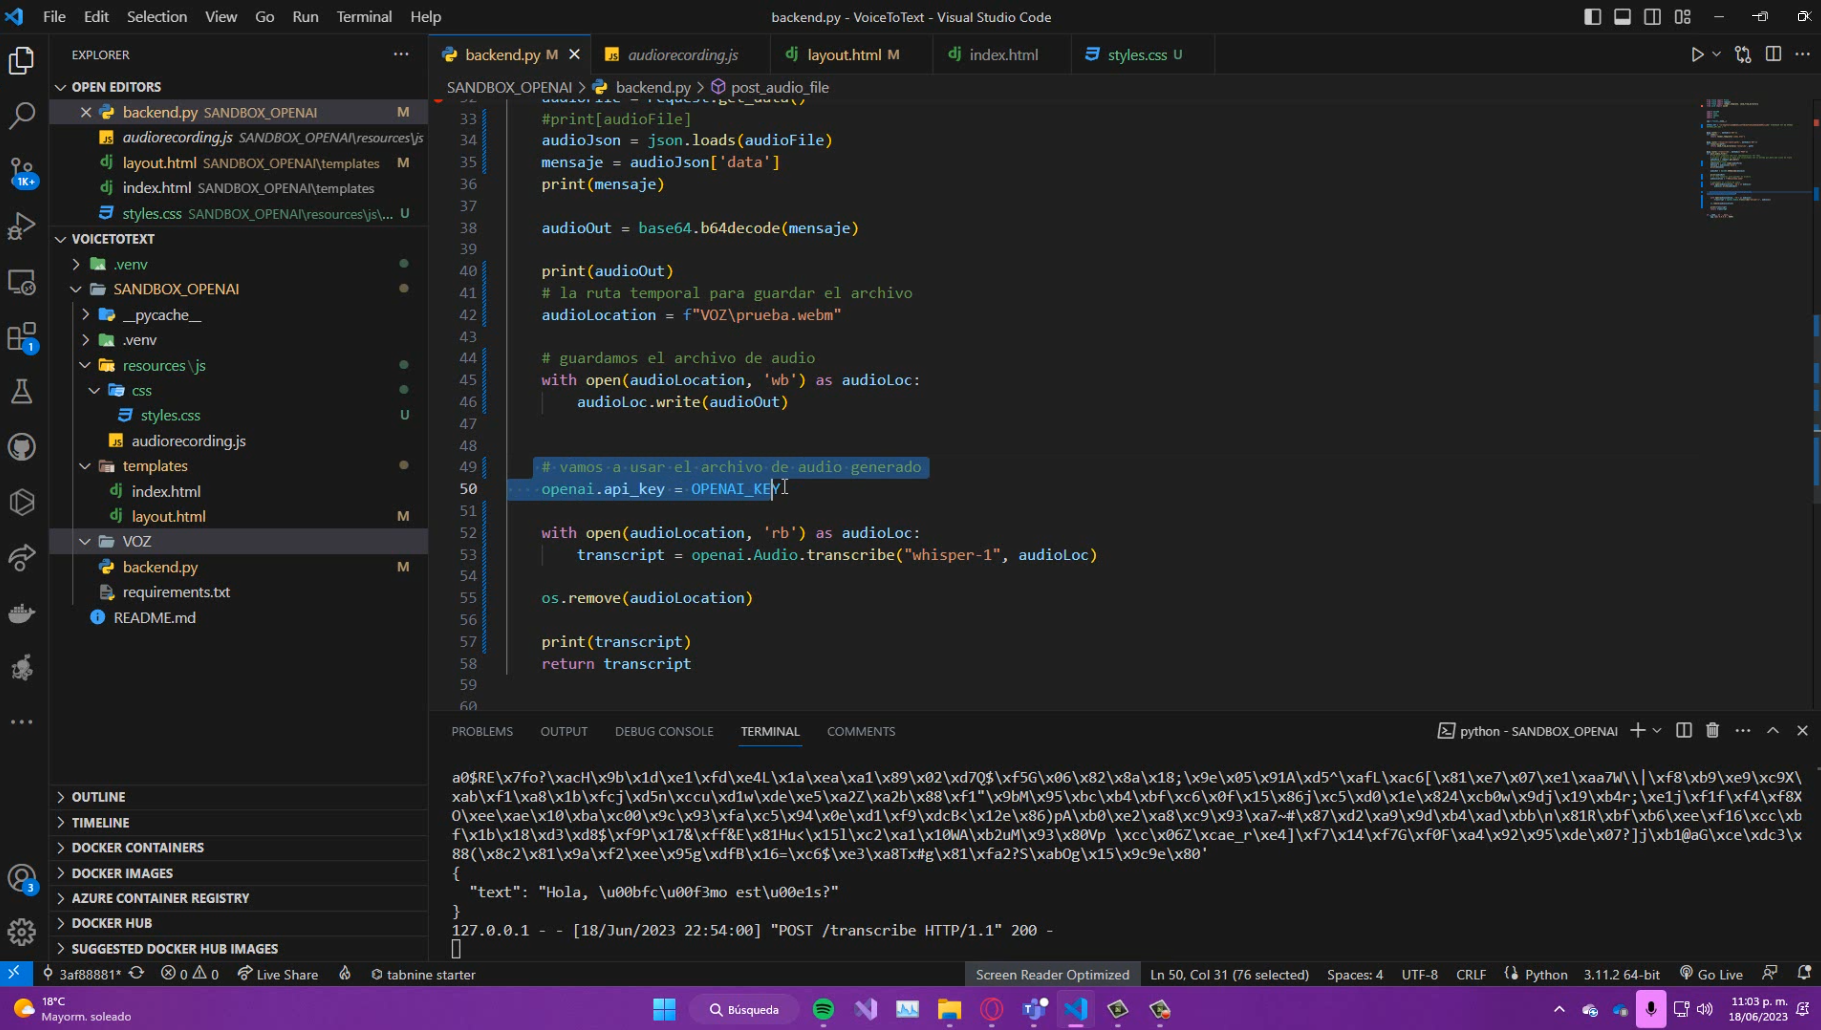 File Edit Selection View Go Run Terminal Help
backend.py - VoiceToText - Visual Studio Code
EXPLORER
OPEN EDITORS
backend.py SANDBOX_OPENAI M
audiorecording.js SANDBOX_OPENAI\resources\js
layout.html SANDBOX_OPENAI\templates M
index.html SANDBOX_OPENAI\templates
styles.css SANDBOX_OPENAI\resources\js\... U
VOICETOTEXT
.venv
SANDBOX_OPENAI
__pycache__
.venv
resources\js
css
styles.css U
audiorecording.js
templates
index.html
layout.html M
VOZ
backend.py M
requirements.txt
README.md
OUTLINE
TIMELINE
DOCKER CONTAINERS
DOCKER IMAGES
AZURE CONTAINER REGISTRY
DOCKER HUB
SUGGESTED DOCKER HUB IMAGES
1K+
1
3
backend.py M audiorecording.js layout.html M index.html styles.css U
SANDBOX_OPENAI > backend.py > post_audio_file
32 audioFile = request.get_data()
33 #print[audioFile]
34 audioJson = json.loads(audioFile)
35 mensaje = audioJson['data']
36 print(mensaje)
37
38 audioOut = base64.b64decode(mensaje)
39
40 print(audioOut)
41 # la ruta temporal para guardar el archivo
42 audioLocation = f"VOZ\prueba.webm"
43
44 # guardamos el archivo de audio
45 with open(audioLocation, 'wb') as audioLoc:
46 audioLoc.write(audioOut)
47
48
49 # vamos a usar el archivo de audio generado
50 openai.api_key = OPENAI_KEY
51
52 with open(audioLocation, 'rb') as audioLoc:
53 transcript = openai.Audio.transcribe("whisper-1", audioLoc)
54
55 os.remove(audioLocation)
56
57 print(transcript)
58 return transcript
59
60
PROBLEMS OUTPUT DEBUG CONSOLE TERMINAL COMMENTS
python - SANDBOX_OPENAI
a0$RE\x7fo?\xacH\x9b\x1d\xe1\xfd\xe4L\x1a\xea\xa1\x89\x02\xd7Q$\xf5G\x06\x82\x8a\x18;\x9e\x05\x91A\xd5^\xafL\xac6[\x81\xe7\x07\xe1\xaa7W\\|\xf8\xb9\xe9\xc9X\
xab\xf1\xa8\x1b\xfcj\xd5n\xccu\xd1w\xde\xe5\xa2Z\xa2b\x88\xf1"\x9bM\x95\xbc\xb4\xbf\xc6\x0f\x15\x86j\xc5\xd0\x1e\x824\xcb0w\x9dj\x19\xb4r;\xe1j\xf1f\xf4\xf8X
O\xee\xae\x10\xba\xc00\x9c\x93\xfa\xc5\x94\x0e\xd1\xf9\xdcB<\x12e\x86)pA\xb0\xe2\xa8\xc9\x93\xa7~#\x87\xd2\xa9\x9d\xb4\xad\xbb\n\x81R\xbf\xb6\xee\xf16\xcc\xb
f\x1b\x18\xd3\xd8$\xf9P\x17&\xff&E\x81Hu<\x15l\xc2\xa1\x10WA\xb2uM\x93\x80Vp \xcc\x06Z\xcae_r\xe4]\xf7\x14\xf7G\xf0F\xa4\x92\x95\xde\x07?]j\xb1@aG\xce\xdc3\x
88(\x8c2\x81\x9a\xf2\xee\x95g\xdfB\x16=\xc6$\xe3\xa8Tx#g\x81\xfa2?S\xabOg\x15\x9c9e\x80'
{
"text": "Hola, \u00bfc\u00f3mo est\u00e1s?"
}
127.0.0.1 - - [18/Jun/2023 22:54:00] "POST /transcribe HTTP/1.1" 200 -
3af88881* 0 0 Live Share tabnine starter
Screen Reader Optimized Ln 50, Col 31 (76 selected) Spaces: 4 UTF-8 CRLF Python 3.11.2 64-bit Go Live
18°C
Mayorm. soleado
Búsqueda
11:03 p. m.
18/06/2023